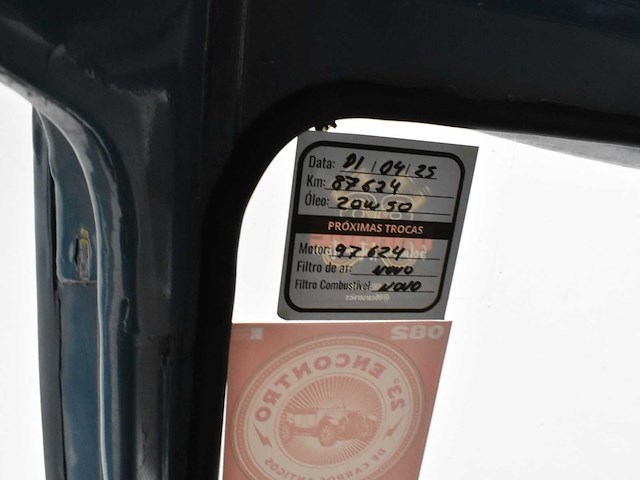 Data: 01/04/25
Km: 87624
Óleo: 20W50
PRÓXIMAS TROCAS
Motor: 97624
Filtro de ar: NOVO
Filtro Combustível: NOVO
082
23º ENCONTRO
DE CARROS ANTIGOS